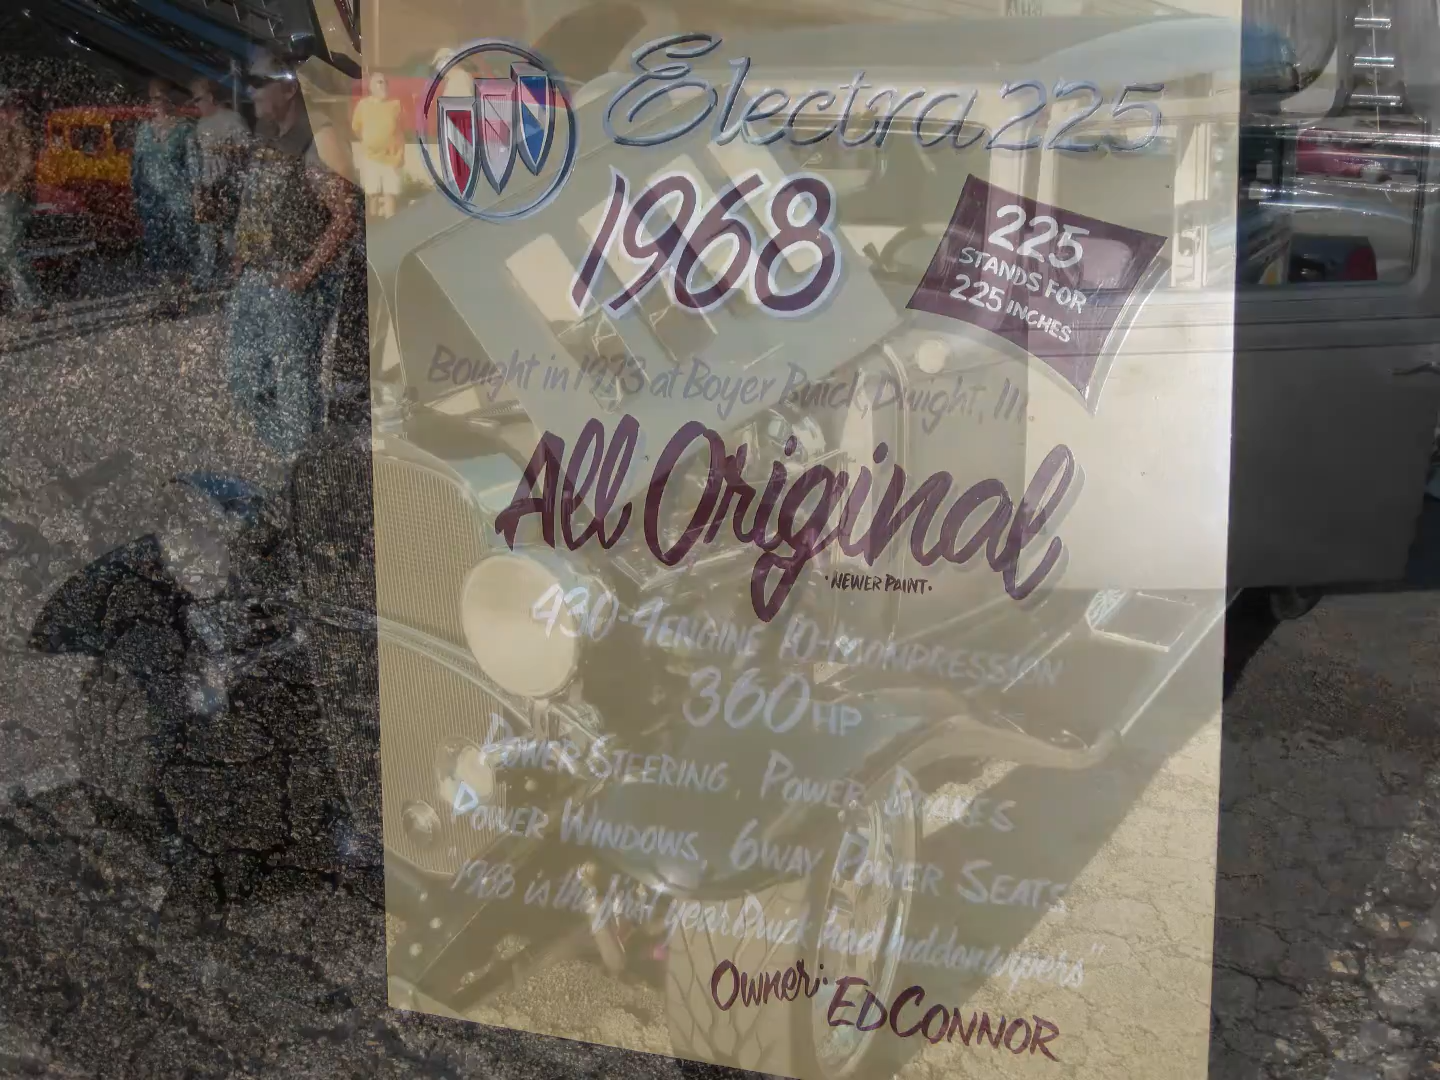 Electra 225
1968
225
STANDS FOR
225 INCHES
Bought in 1973 at Boyer Buick, Dwight, Ill.
All Original
·NEWER PAINT·
430-4 ENGINE 10- COMPRESSION
360 HP
POWER STEERING, POWER BRAKES
POWER WINDOWS, 6 WAY POWER SEATS
"1968 is the first year Buick had hidden wipers"
Owner: ED CONNOR